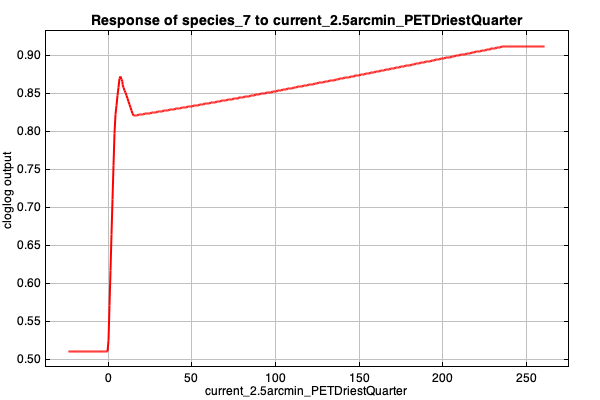 Response of species_7 to current_2.5arcmin_PETDriestQuarter
0.90
0.85
0.80
0.75
0.70
0.65
0.60
0.55
0.50
cloglog output
0 50 100 150 200 250
current_2.5arcmin_PETDriestQuarter